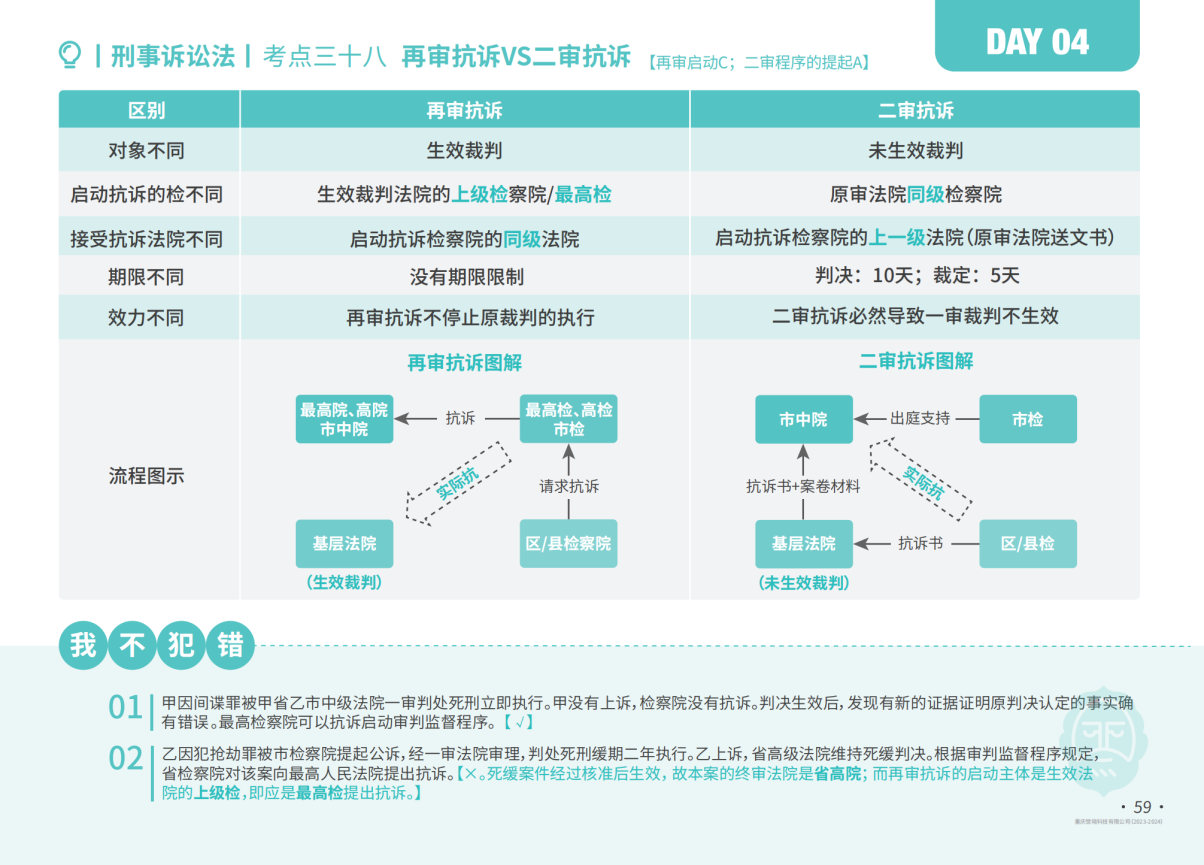 DAY 04
刑事诉讼法 | 考点三十八 再审抗诉VS二审抗诉 【再审启动C；二审程序的提起A】
区别 再审抗诉 二审抗诉
对象不同 生效裁判 未生效裁判
启动抗诉的检不同 生效裁判法院的上级检察院/最高检 原审法院同级检察院
接受抗诉法院不同 启动抗诉检察院的同级法院 启动抗诉检察院的上一级法院（原审法院送文书）
期限不同 没有期限限制 判决：10天；裁定：5天
效力不同 再审抗诉不停止原裁判的执行 二审抗诉必然导致一审裁判不生效
流程图示
再审抗诉图解
最高院、高院
市中院
抗诉
最高检、高检
市检
实际抗
请求抗诉
基层法院
区/县检察院
（生效裁判）
二审抗诉图解
市中院
出庭支持
市检
抗诉书+案卷材料
实际抗
基层法院
抗诉书
区/县检
（未生效裁判）
我不犯错
01 甲因间谍罪被甲省乙市中级法院一审判处死刑立即执行。甲没有上诉，检察院没有抗诉。判决生效后，发现有新的证据证明原判决认定的事实确
有错误。最高检察院可以抗诉启动审判监督程序。【√】
02 乙因犯抢劫罪被市检察院提起公诉，经一审法院审理，判处死刑缓期二年执行。乙上诉，省高级法院维持死缓判决。根据审判监督程序规定，
省检察院对该案向最高人民法院提出抗诉。【×。死缓案件经过核准后生效，故本案的终审法院是省高院；而再审抗诉的启动主体是生效法
院的上级检，即应是最高检提出抗诉。】
· 59 ·